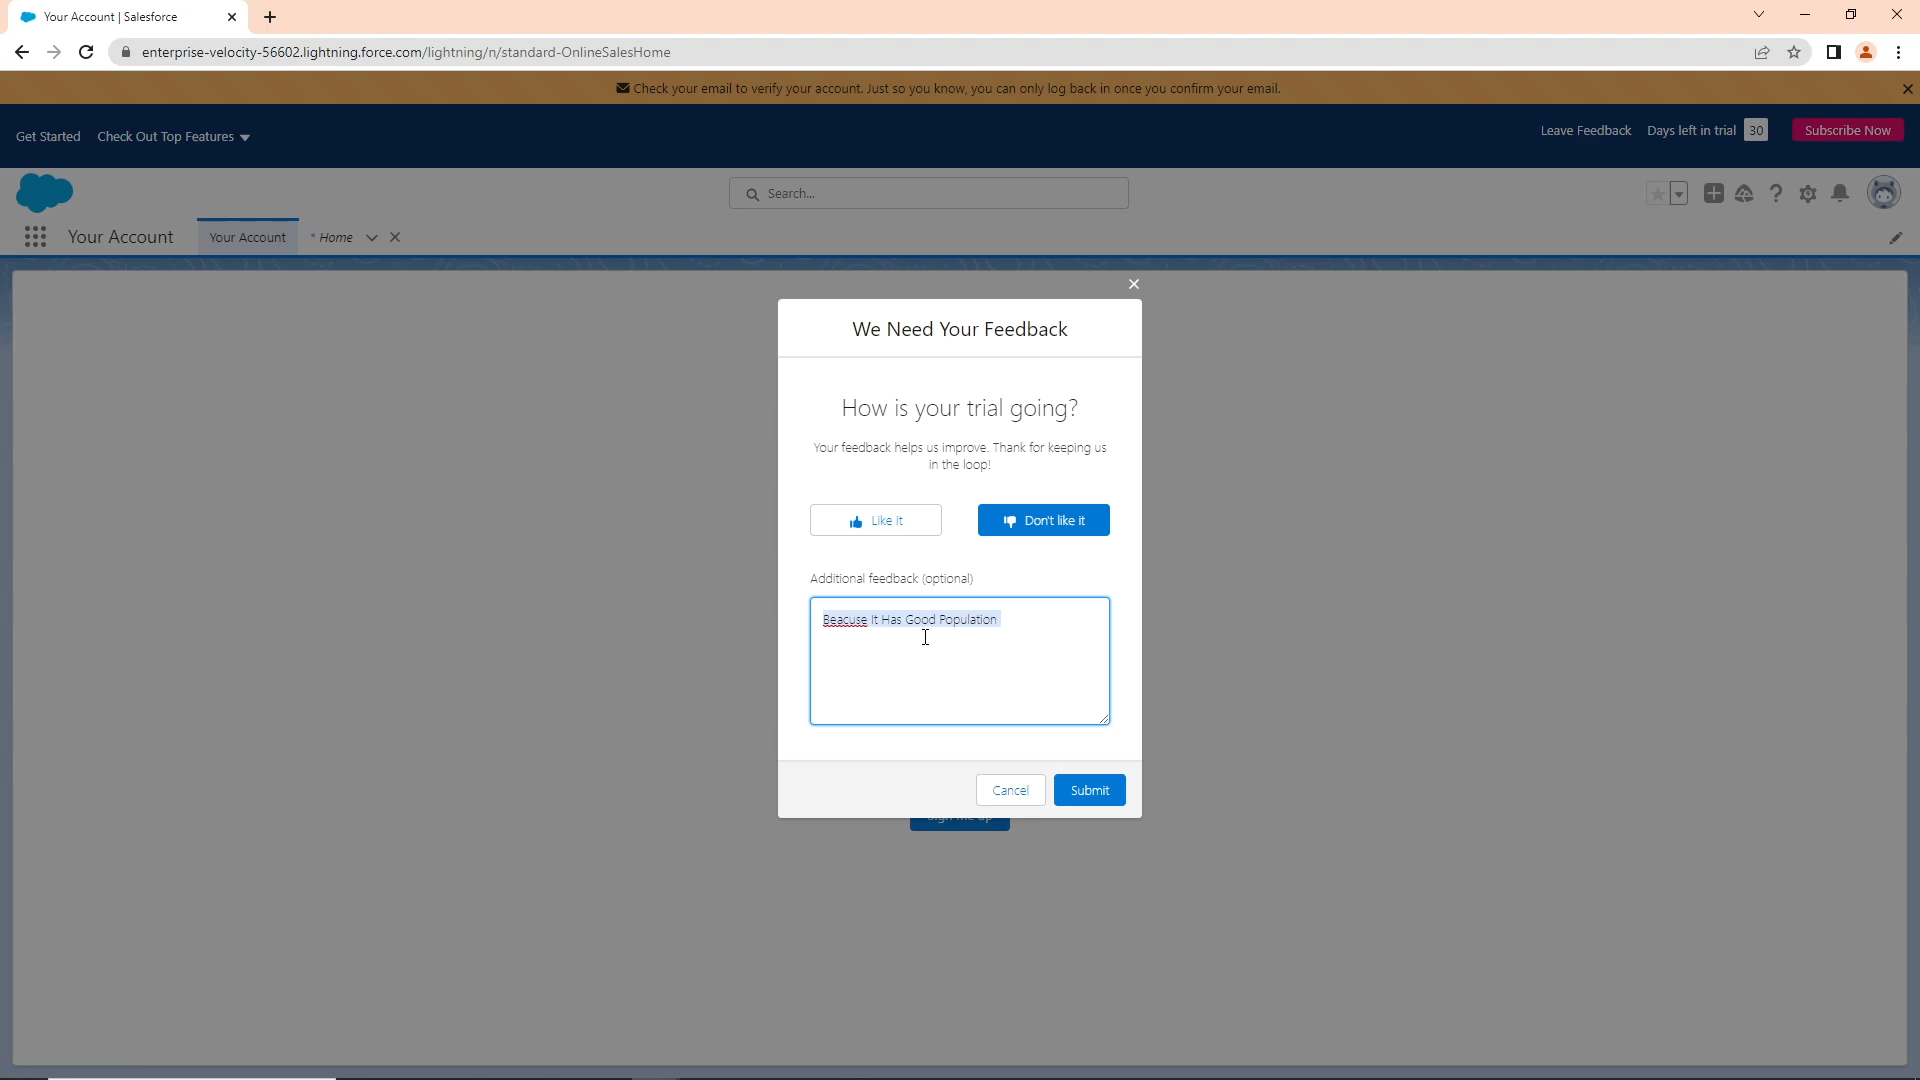 Your Account | Salesforce
enterprise-velocity-56602.lightning.force.com/lightning/n/standard-OnlineSalesHome
Check your email to verify your account. Just so you know, you can only log back in once you confirm your email.
Get Started Check Out Top Features
Leave Feedback Days left in trial 30 Subscribe Now
Search...
Your Account Your Account * Home
We Need Your Feedback
How is your trial going?
Your feedback helps us improve. Thank for keeping us
in the loop!
Like it Don't like it
Additional feedback (optional)
Beacuse It Has Good Population
Cancel Submit